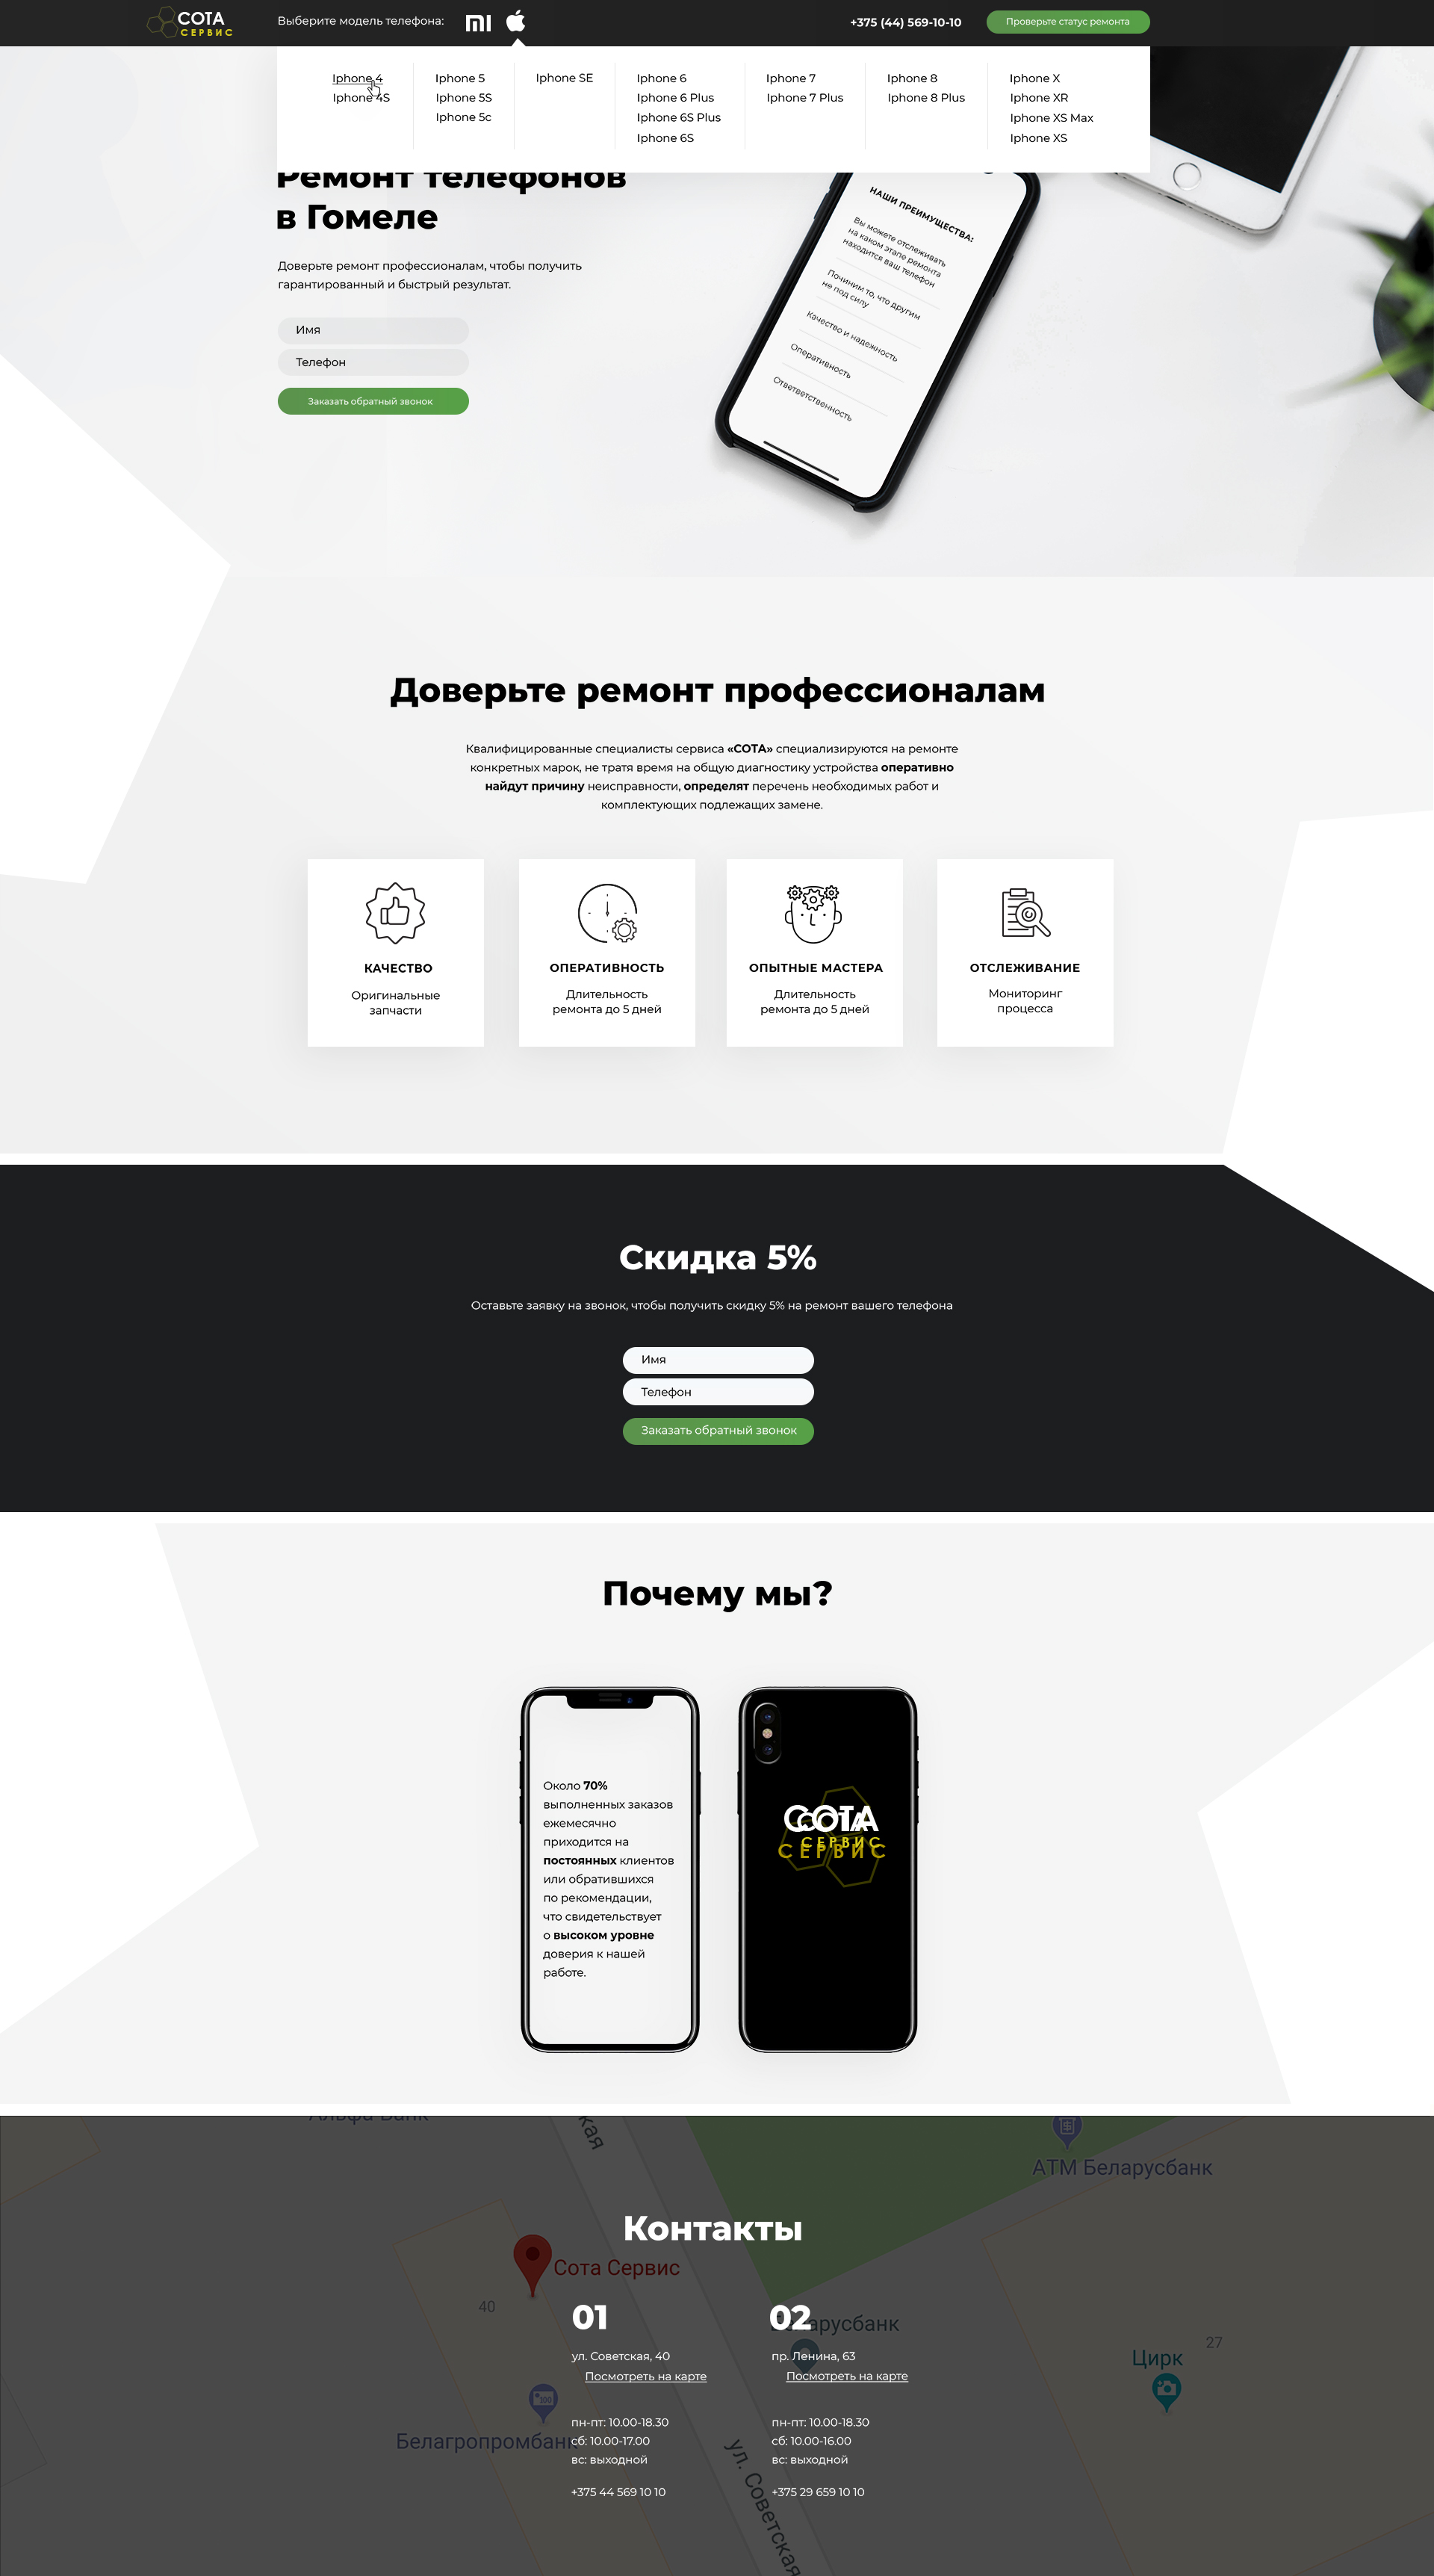 СОТА
СЕРВИС
Выберите модель телефона:
+375 (44) 569-10-10
Проверьте статус ремонта
Iphone 4
Iphone 4S
Iphone 5
Iphone 5S
Iphone 5c
Iphone SE
Iphone 6
Iphone 6 Plus
Iphone 6S Plus
Iphone 6S
Iphone 7
Iphone 7 Plus
Iphone 8
Iphone 8 Plus
Iphone X
Iphone XR
Iphone XS Max
Iphone XS
Ремонт телефонов
в Гомеле
Доверьте ремонт профессионалам, чтобы получить
гарантированный и быстрый результат.
Имя
Телефон
Заказать обратный звонок
НАШИ ПРЕИМУЩЕСТВА:
Вы можете отслеживать
на каком этапе ремонта
находится ваш телефон
Починим то, что другим
не под силу
Качество и надежность
Оперативность
Ответветственность
Доверьте ремонт профессионалам
Квалифицированные специалисты сервиса «СОТА» специализируются на ремонте
конкретных марок, не тратя время на общую диагностику устройства оперативно
найдут причину неисправности, определят перечень необходимых работ и
комплектующих подлежащих замене.
КАЧЕСТВО
Оригинальные
запчасти
ОПЕРАТИВНОСТЬ
Длительность
ремонта до 5 дней
ОПЫТНЫЕ МАСТЕРА
Длительность
ремонта до 5 дней
ОТСЛЕЖИВАНИЕ
Мониторинг
процесса
Скидка 5%
Оставьте заявку на звонок, чтобы получить скидку 5% на ремонт вашего телефона
Имя
Телефон
Заказать обратный звонок
Почему мы?
Около 70%
выполненных заказов
ежемесячно
приходится на
постоянных клиентов
или обратившихся
по рекомендации,
что свидетельствует
о высоком уровне
доверия к нашей
работе.
СОТА
СЕРВИС
СЕРВИС
Альфа Банк
кая
АТМ Беларусбанк
Контакты
Сота Сервис
40
01
02
Беларусбанк
27
Цирк
ул. Советская, 40
Посмотреть на карте
пр. Ленина, 63
Посмотреть на карте
Белагропромбанк
пн-пт: 10.00-18.30
сб: 10.00-17.00
вс: выходной
+375 44 569 10 10
пн-пт: 10.00-18.30
сб: 10.00-16.00
вс: выходной
+375 29 659 10 10
ул. Советская